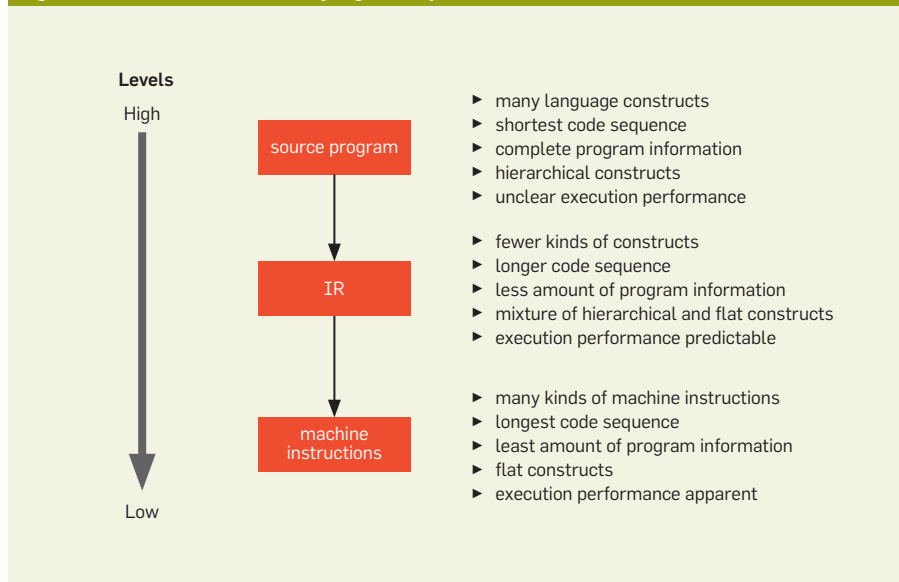 Levels
High
source program
▶ many language constructs
▶ shortest code sequence
▶ complete program information
▶ hierarchical constructs
▶ unclear execution performance
IR
▶ fewer kinds of constructs
▶ longer code sequence
▶ less amount of program information
▶ mixture of hierarchical and flat constructs
▶ execution performance predictable
machine
instructions
▶ many kinds of machine instructions
▶ longest code sequence
▶ least amount of program information
▶ flat constructs
▶ execution performance apparent
Low